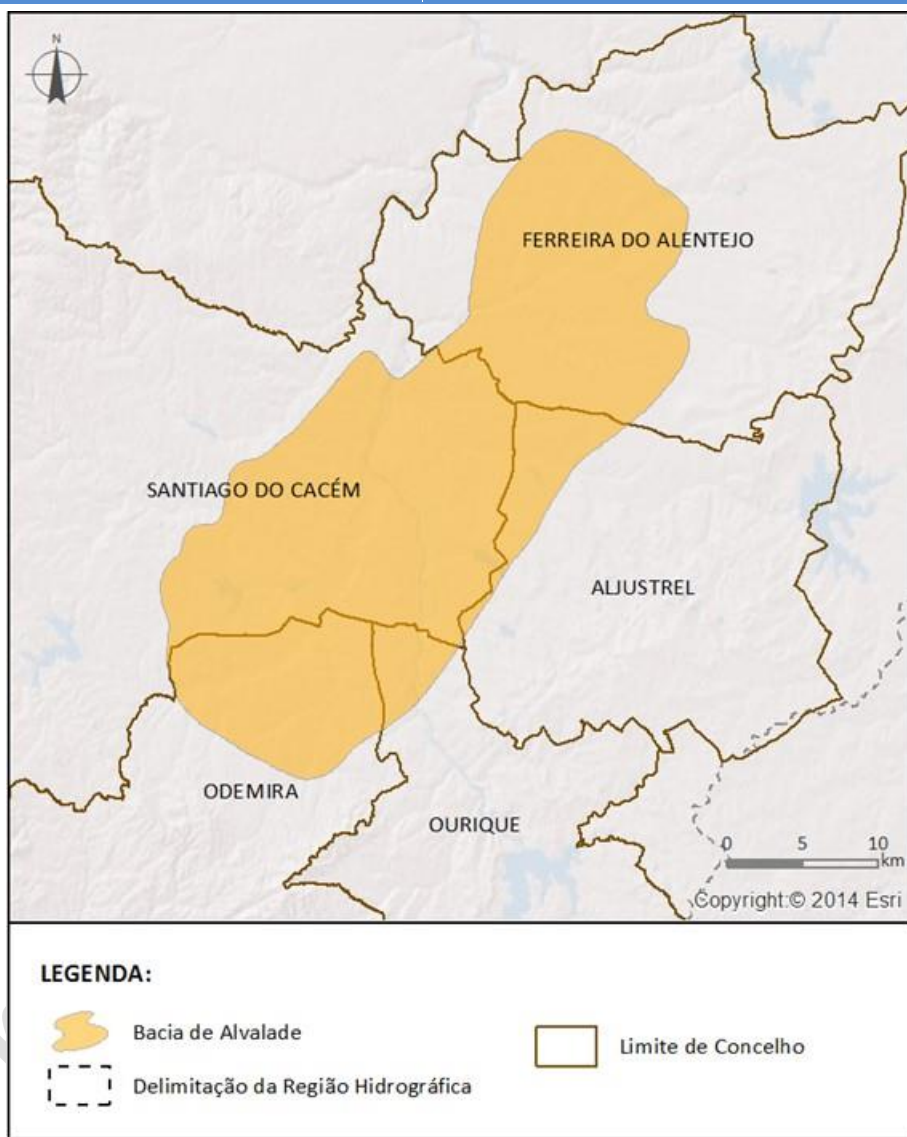 N
FERREIRA DO ALENTEJO
SANTIAGO DO CACÉM
ALJUSTREL
ODEMIRA
OURIQUE
0 5 10
km
Copyright:© 2014 Esri
LEGENDA:
Bacia de Alvalade
Limite de Concelho
Delimitação da Região Hidrográfica